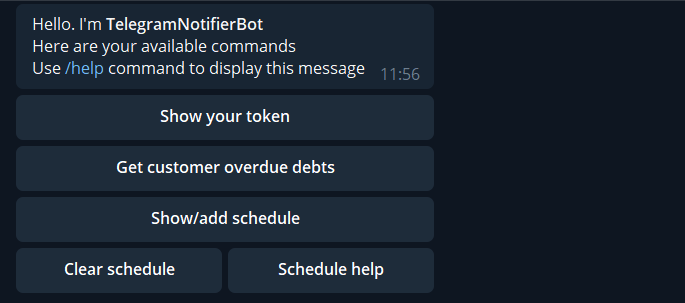 Hello. I'm TelegramNotifierBot
Here are your available commands
Use /help command to display this message
11:56
Show your token
Get customer overdue debts
Show/add schedule
Clear schedule
Schedule help